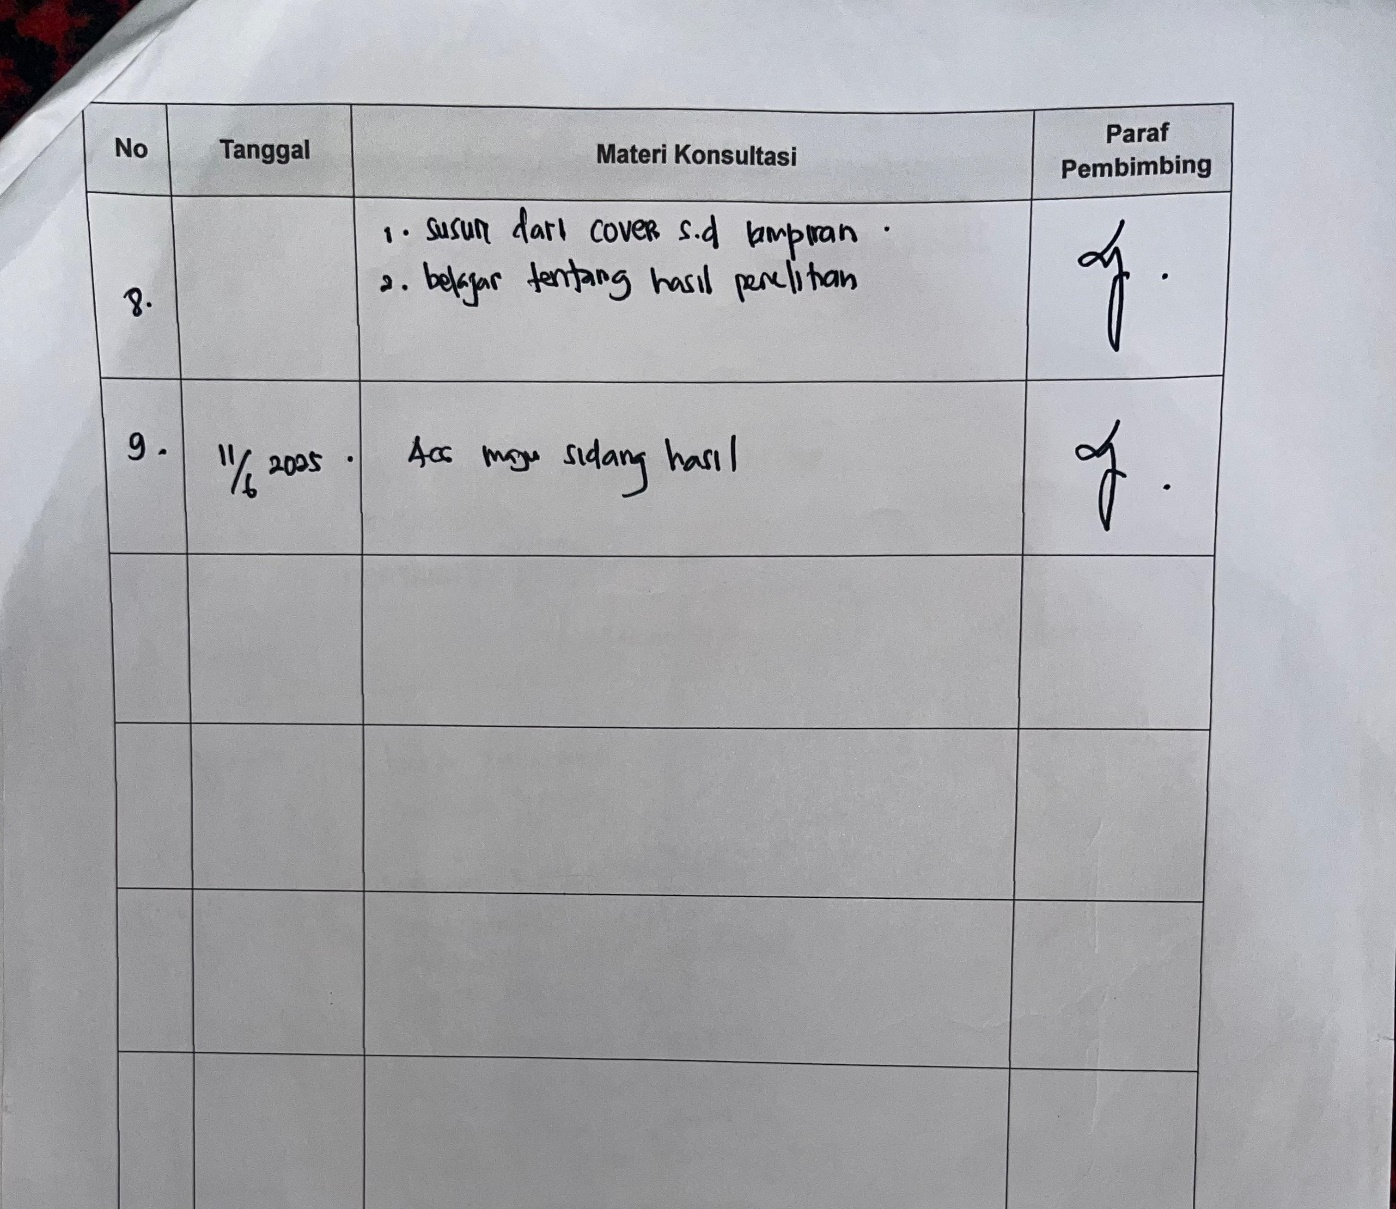 No Tanggal Materi Konsultasi Paraf Pembimbing
8.
1. susun dari cover s.d lampiran.
2. belajar tentang hasil penelitian
9. 11/6 2025. Acc maju sidang hasil